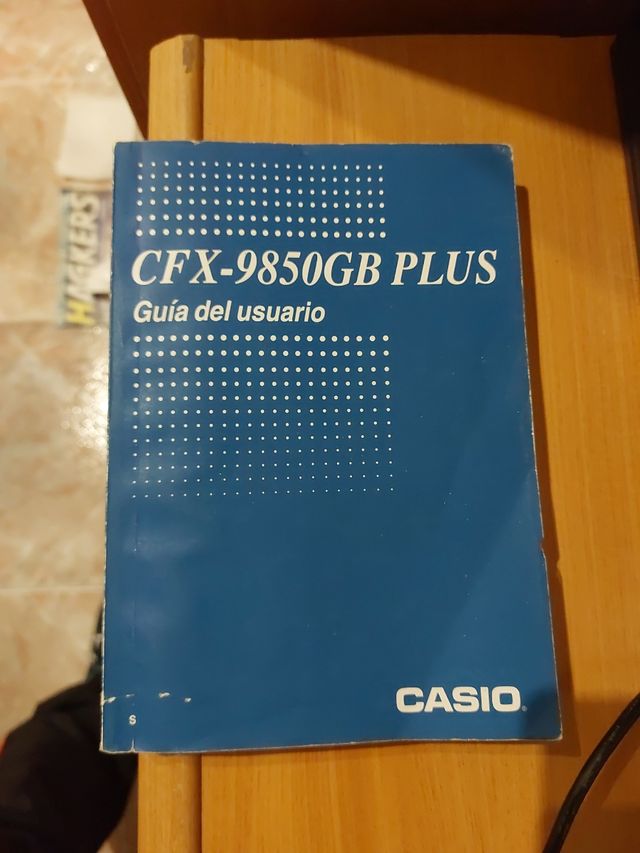 CFX-9850GB PLUS
Guía del usuario
HACKERS
CASIO®
S